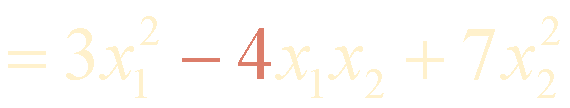 = 3x₁² − 4x₁x₂ + 7x₂²